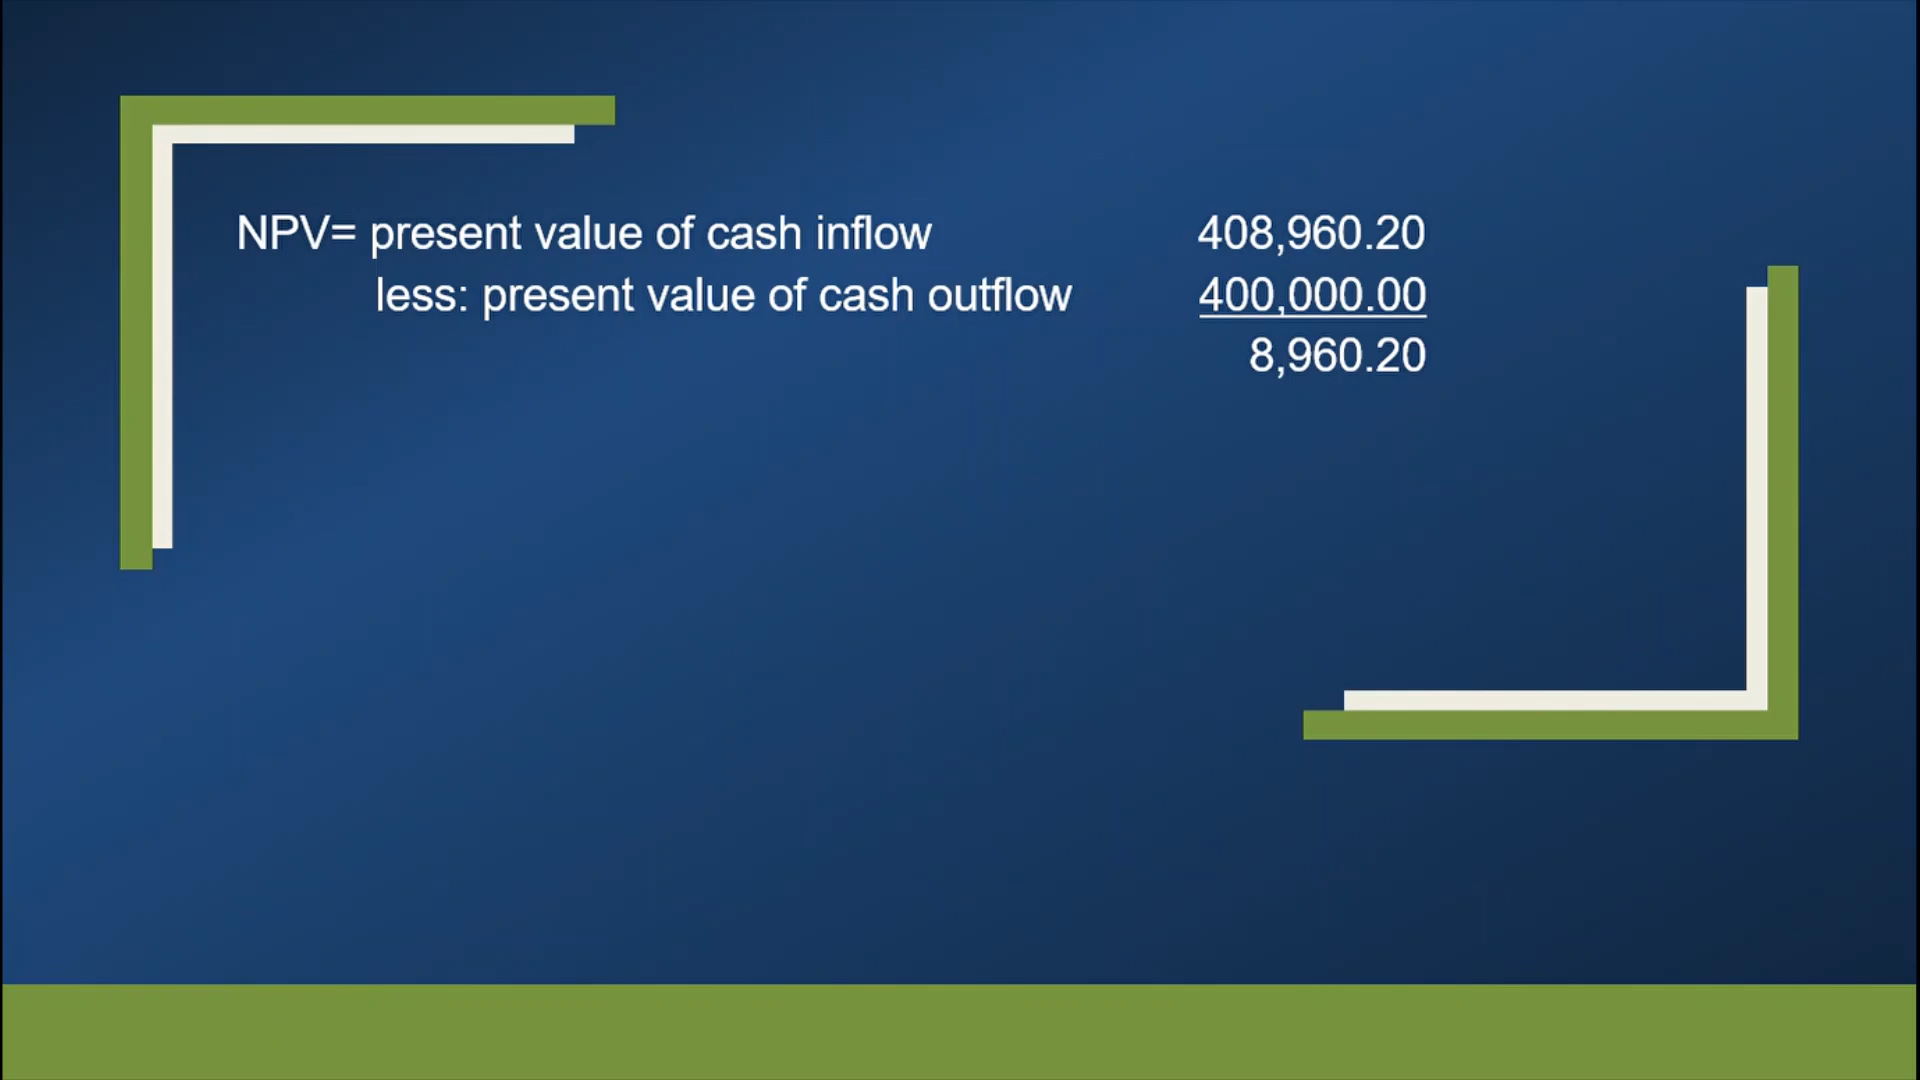 NPV= present value of cash inflow 408,960.20
less: present value of cash outflow 400,000.00
8,960.20